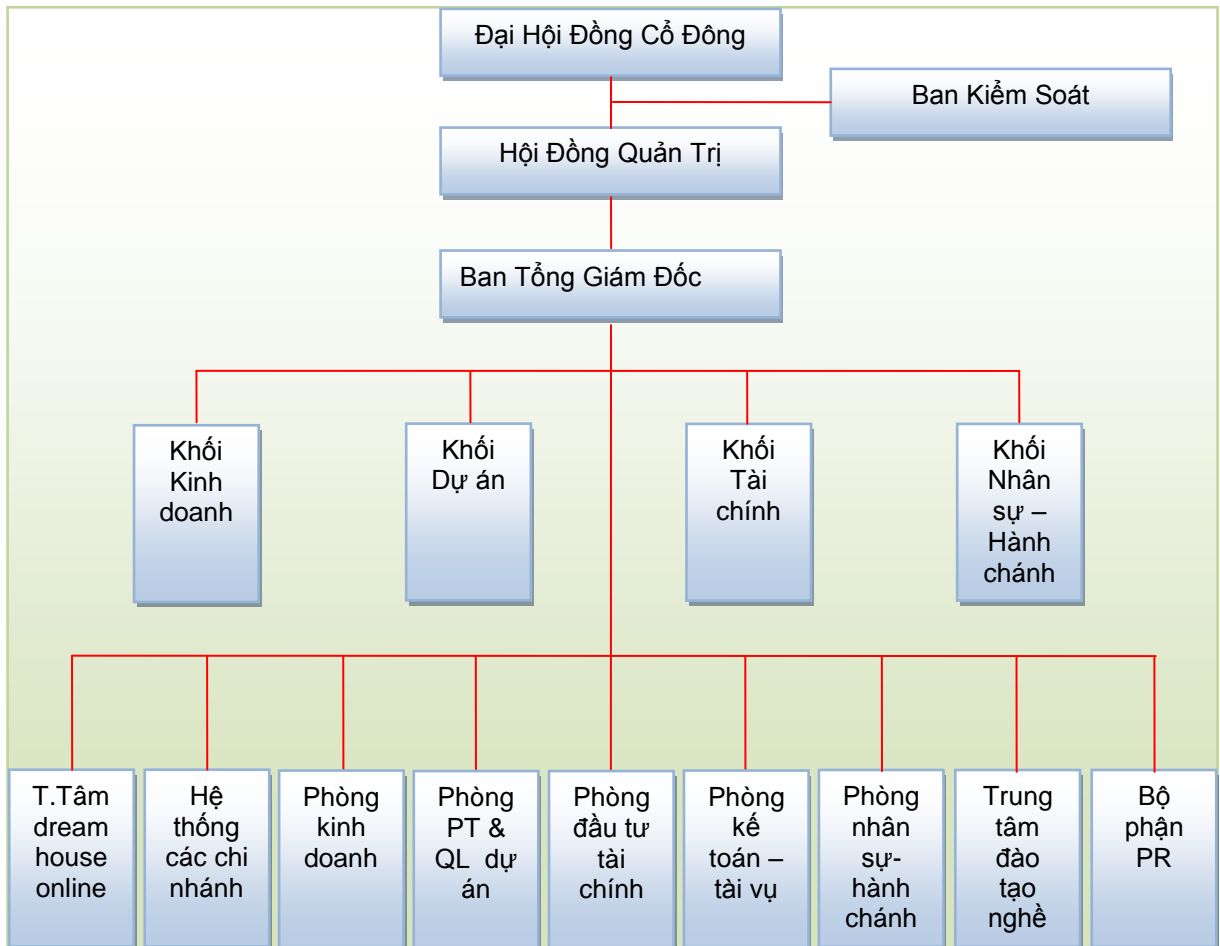 Đại Hội Đồng Cổ Đông
Ban Kiểm Soát
Hội Đồng Quản Trị
Ban Tổng Giám Đốc
Khối
Kinh
doanh
Khối
Dự án
Khối
Tài
chính
Khối
Nhân
sự –
Hành
chánh
T.Tâm
dream
house
online
Hệ
thống
các chi
nhánh
Phòng
kinh
doanh
Phòng
PT &
QL dự
án
Phòng
đầu tư
tài
chính
Phòng
kế
toán –
tài vụ
Phòng
nhân
sự-
hành
chánh
Trung
tâm
đào
tạo
nghề
Bộ
phận
PR